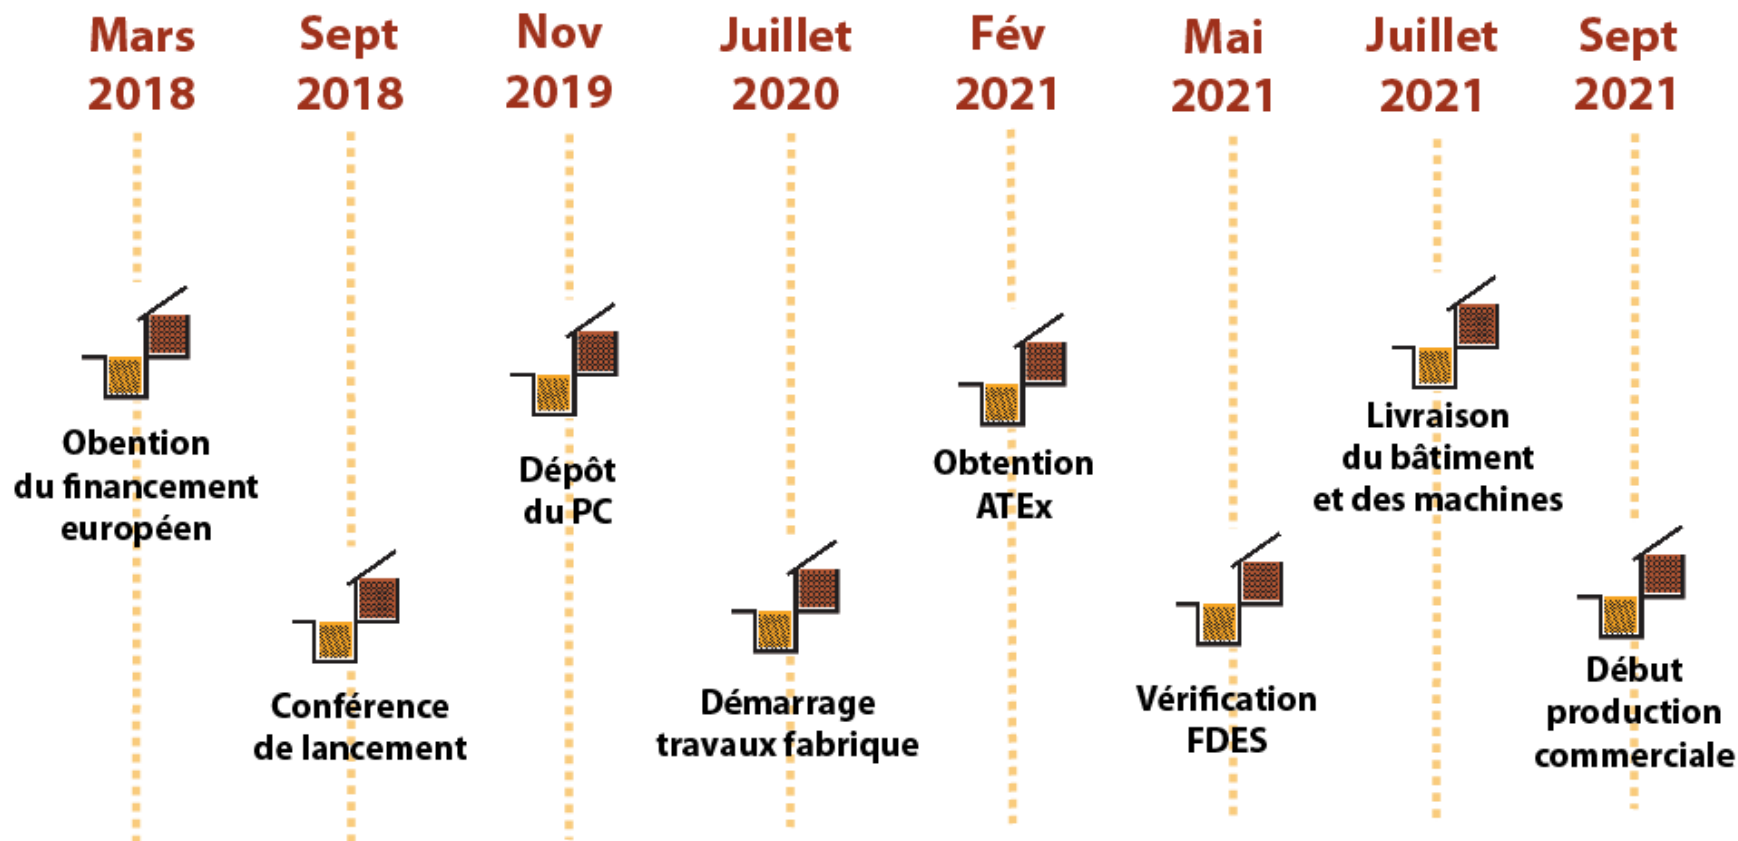 Mars
2018
Sept
2018
Nov
2019
Juillet
2020
Fév
2021
Mai
2021
Juillet
2021
Sept
2021
Obention
du financement
européen
Conférence
de lancement
Dépôt
du PC
Démarrage
travaux fabrique
Obtention
ATEx
Vérification
FDES
Livraison
du bâtiment
et des machines
Début
production
commerciale